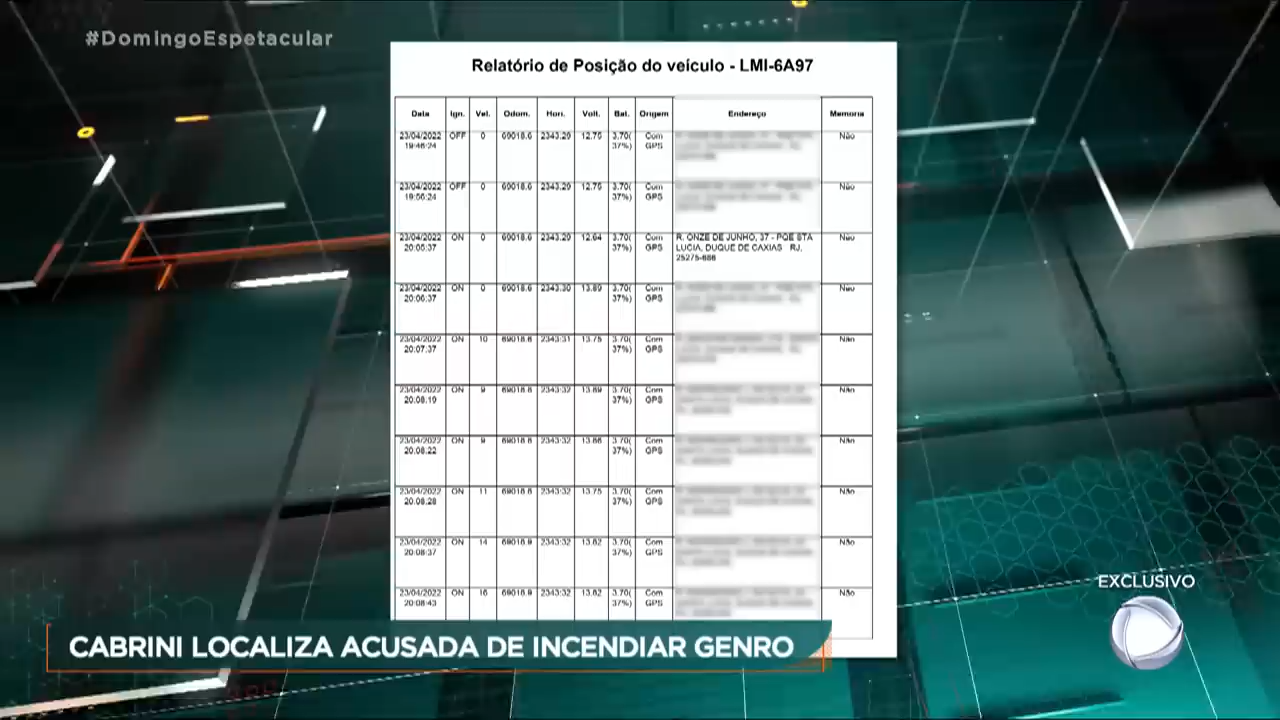 #DomingoEspetacular
Relatório de Posição do veículo - LMI-6A97
Data Ign. Vel. Odom. Hori. Volt. Bat. Origem Endereço Memoria
23/04/2022 OFF 0 69018.6 2343:29 12.75 3.70( Com Não
19:46:24 37%) GPS
23/04/2022 OFF 0 69018.6 2343:29 12.75 3.70( Com Não
19:56:24 37%) GPS
23/04/2022 ON 0 69018.6 2343:29 12.64 3.70( Com R. ONZE DE JUNHO, 37 - PQE STA Não
20:05:37 37%) GPS LUCIA, DUQUE DE CAXIAS RJ,
25275-686
23/04/2022 ON 0 69018.6 2343:30 13.89 3.70( Com Não
20:06:37 37%) GPS
23/04/2022 ON 10 69018.6 2343:31 13.75 3.70( Com Não
20:07:37 37%) GPS
23/04/2022 ON 9 69018.8 2343:32 13.89 3.70( Com Não
20:08:19 37%) GPS
23/04/2022 ON 9 69018.8 2343:32 13.86 3.70( Com Não
20:08:22 37%) GPS
23/04/2022 ON 11 69018.8 2343:32 13.75 3.70( Com Não
20:08:28 37%) GPS
23/04/2022 ON 14 69018.9 2343:32 13.82 3.70( Com Não
20:08:37 37%) GPS
23/04/2022 ON 16 69018.9 2343:32 13.82 3.70( Com Não
20:08:43 37%) GPS
EXCLUSIVO
CABRINI LOCALIZA ACUSADA DE INCENDIAR GENRO